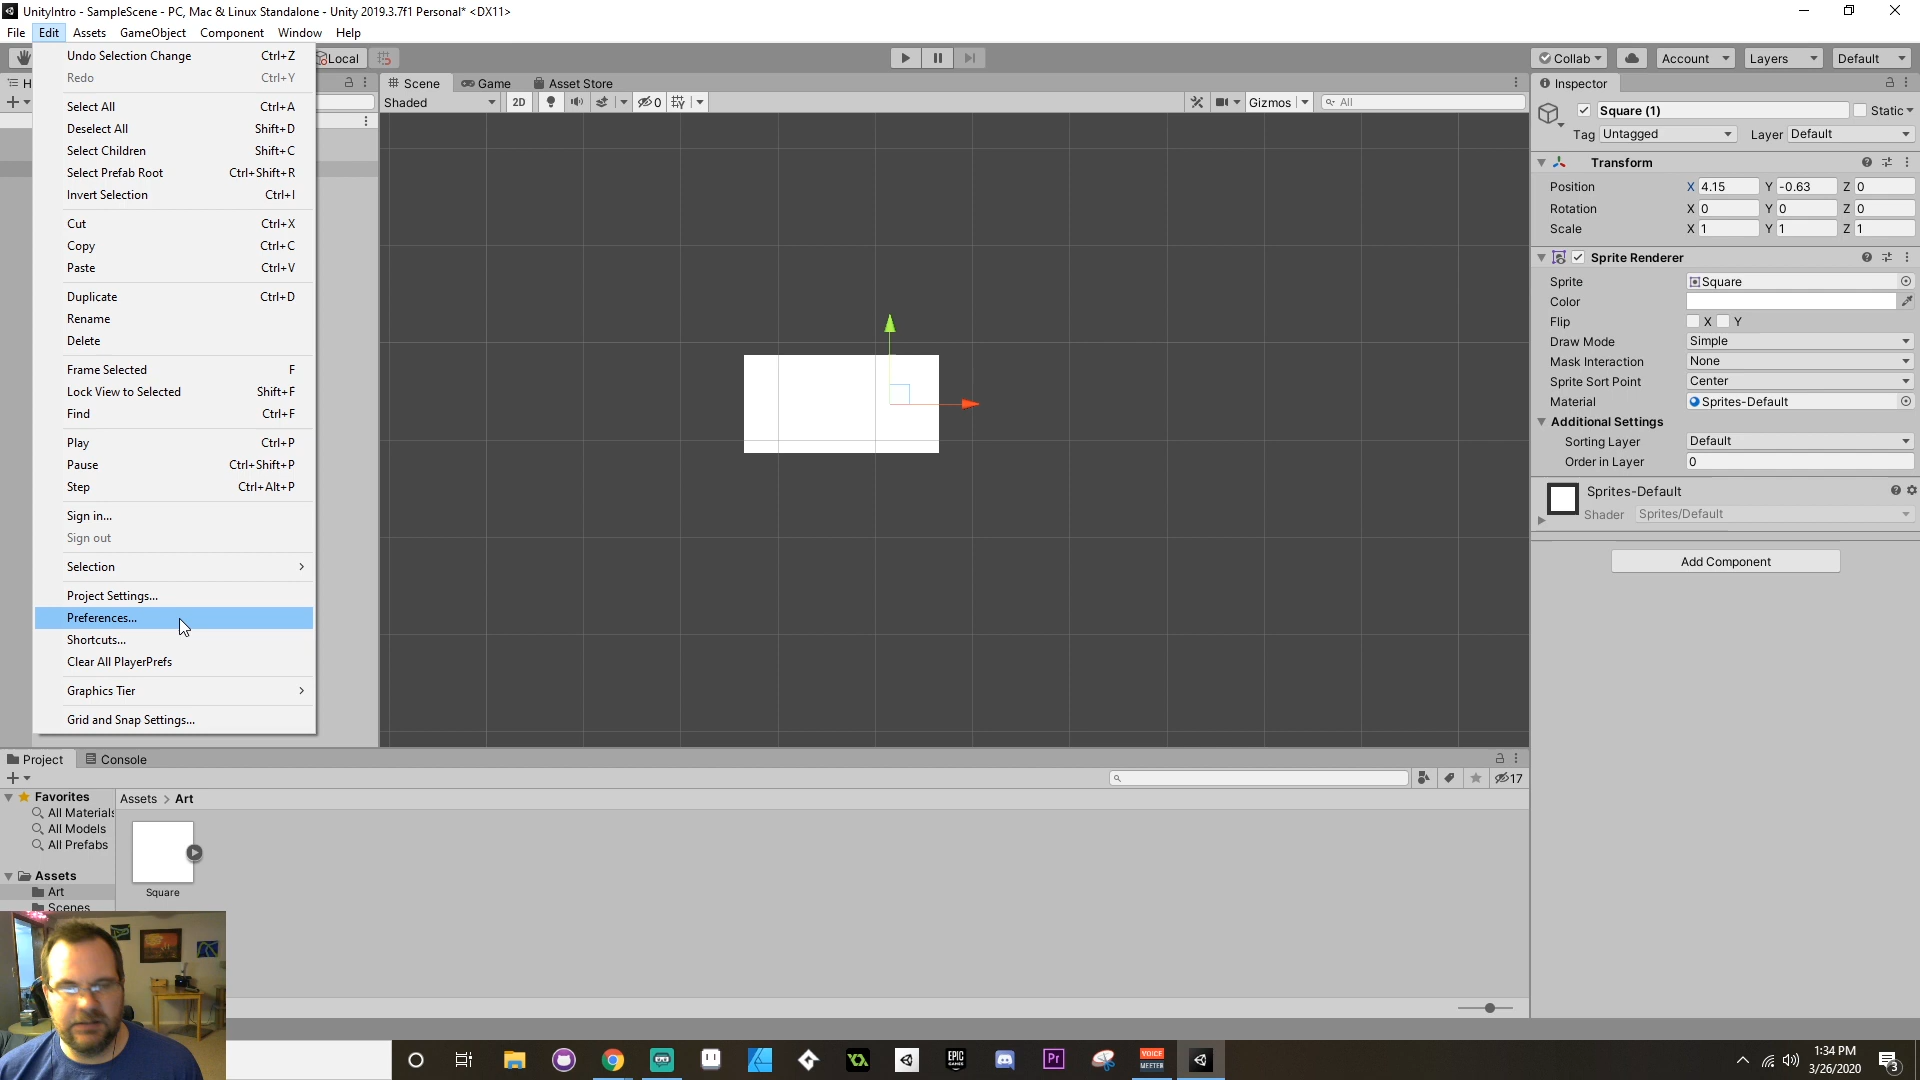 UnityIntro - SampleScene - PC, Mac & Linux Standalone - Unity 2019.3.7f1 Personal* <DX11>
File Edit Assets GameObject Component Window Help
Local
Collab
Account
Layers
Default
Undo Selection Change Ctrl+Z
Redo Ctrl+Y
Select All Ctrl+A
Deselect All Shift+D
Select Children Shift+C
Select Prefab Root Ctrl+Shift+R
Invert Selection Ctrl+I
Cut Ctrl+X
Copy Ctrl+C
Paste Ctrl+V
Duplicate Ctrl+D
Rename
Delete
Frame Selected F
Lock View to Selected Shift+F
Find Ctrl+F
Play Ctrl+P
Pause Ctrl+Shift+P
Step Ctrl+Alt+P
Sign in...
Sign out
Selection
Project Settings...
Preferences...
Shortcuts...
Clear All PlayerPrefs
Graphics Tier
Grid and Snap Settings...
H
Scene Game Asset Store
Shaded 2D 0 Gizmos All
Inspector
Square (1) Static
Tag Untagged Layer Default
Transform
Position X 4.15 Y -0.63 Z 0
Rotation X 0 Y 0 Z 0
Scale X 1 Y 1 Z 1
Sprite Renderer
Sprite Square
Color
Flip X Y
Draw Mode Simple
Mask Interaction None
Sprite Sort Point Center
Material Sprites-Default
Additional Settings
Sorting Layer Default
Order in Layer 0
Sprites-Default
Shader Sprites/Default
Add Component
Project Console
17
Favorites
All Materials
All Models
All Prefabs
Assets
Art
Scenes
Assets > Art
Square
EPIC GAMES
Pr
VOICE MEETER
1:34 PM
3/26/2020
3